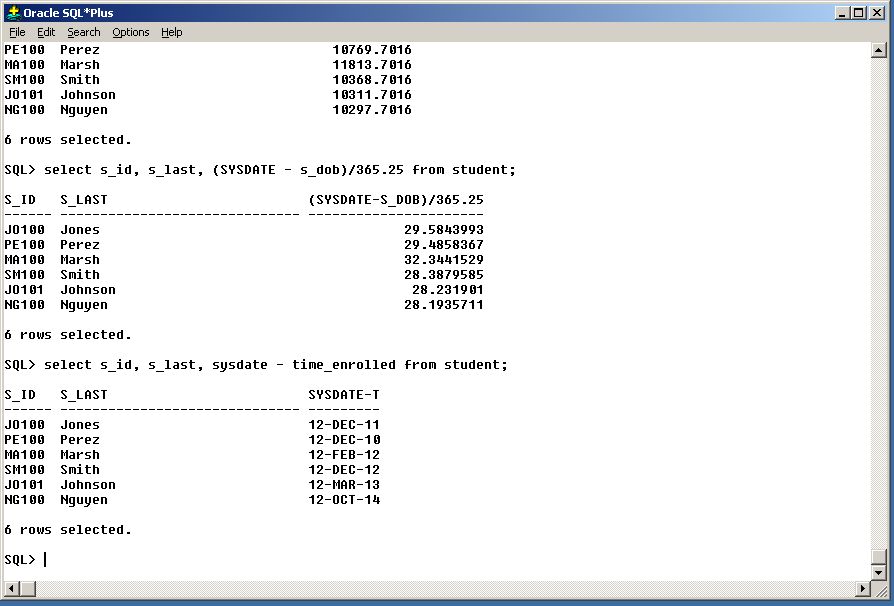 Oracle SQL*Plus
File Edit Search Options Help
PE100  Perez                             10769.7016
MA100  Marsh                             11813.7016
SM100  Smith                             10368.7016
JO101  Johnson                           10311.7016
NG100  Nguyen                            10297.7016
6 rows selected.
SQL> select s_id, s_last, (SYSDATE - s_dob)/365.25 from student;
S_ID   S_LAST                         (SYSDATE-S_DOB)/365.25
------ ------------------------------ ----------------------
JO100  Jones                                      29.5843993
PE100  Perez                                      29.4858367
MA100  Marsh                                      32.3441529
SM100  Smith                                      28.3879585
JO101  Johnson                                     28.231901
NG100  Nguyen                                     28.1935711
6 rows selected.
SQL> select s_id, s_last, sysdate - time_enrolled from student;
S_ID   S_LAST                         SYSDATE-T
------ ------------------------------ ---------
JO100  Jones                          12-DEC-11
PE100  Perez                          12-DEC-10
MA100  Marsh                          12-FEB-12
SM100  Smith                          12-DEC-12
JO101  Johnson                        12-MAR-13
NG100  Nguyen                         12-OCT-14
6 rows selected.
SQL>